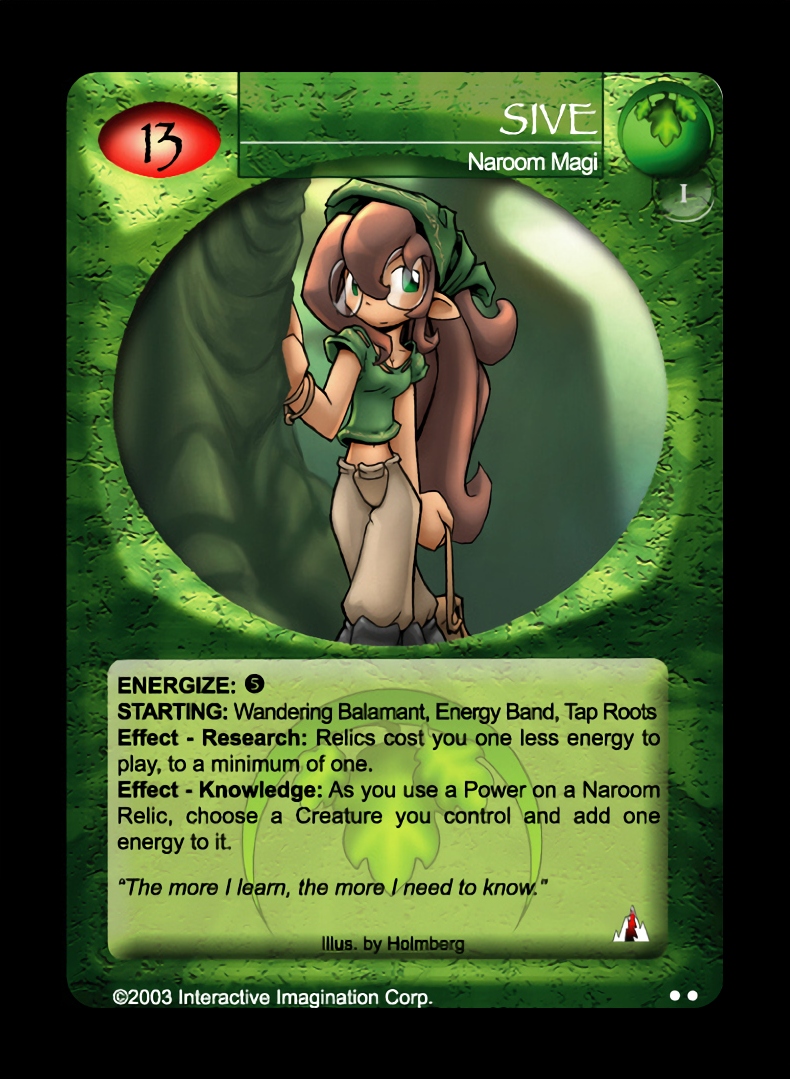 13
SIVE
Naroom Magi
I
ENERGIZE: 5
STARTING: Wandering Balamant, Energy Band, Tap Roots
Effect - Research: Relics cost you one less energy to
play, to a minimum of one.
Effect - Knowledge: As you use a Power on a Naroom
Relic, choose a Creature you control and add one
energy to it.
“The more I learn, the more I need to know.”
Illus. by Holmberg
©2003 Interactive Imagination Corp.